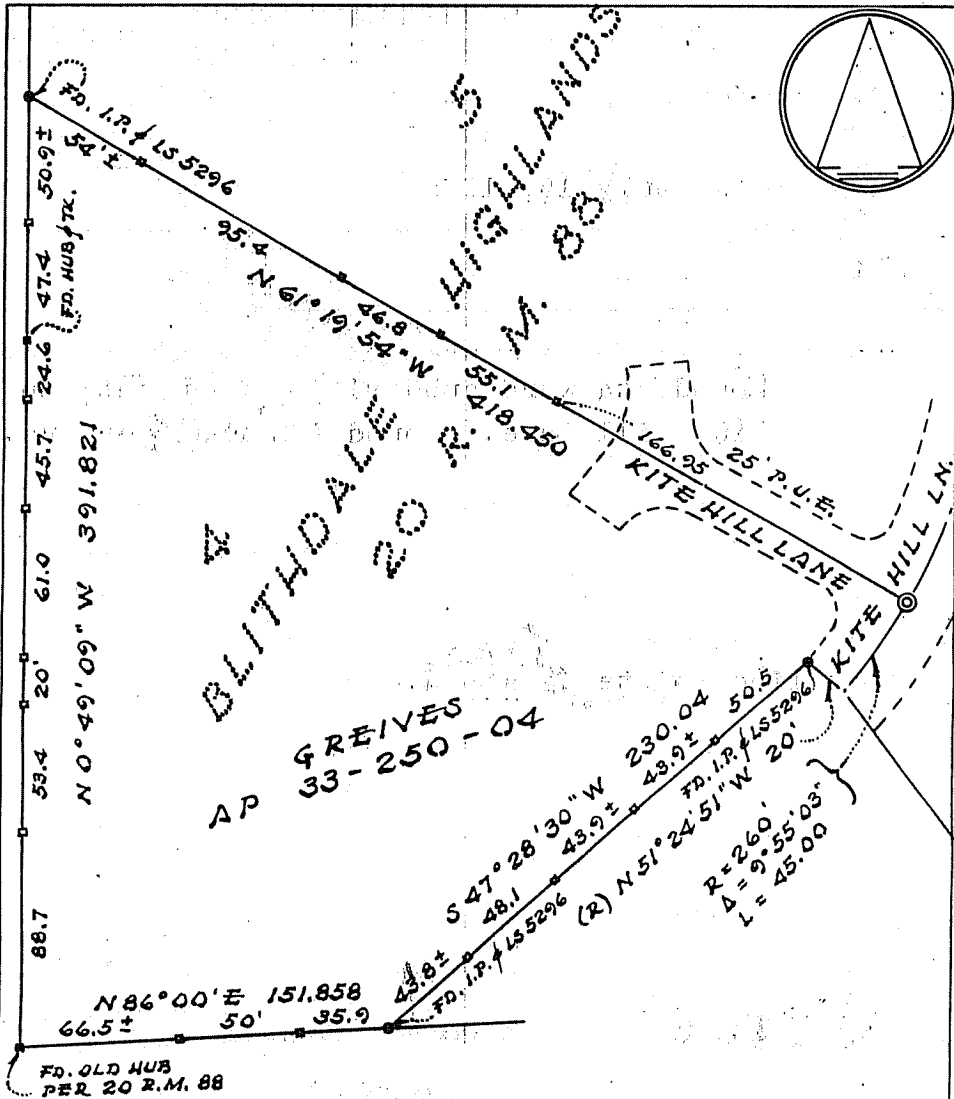 FD. I.P. & LS 5296
54'±
50.9±
FD. HUB & TK.
47.4
24.6
45.7
61.0
20'
53.4
88.7
N 0°49'09" W 391.821
95.4
N 61°19'54" W
46.8
55.1
418.450
166.95
25' P.U.E.
KITE HILL LANE
KITE HILL LN.
5
4
BLITHDALE HIGHLANDS
20 R. M. 88
GREIVES
AP 33-250-04
S 47°28'30" W 230.04
43.8±
48.1
43.9±
43.9±
50.5
FD. I.P. & LS 5296
FD. I.P. & LS 5296
(R) N 51°24'51" W 20'
R = 260'
Δ = 9°55'03"
L = 45.00
N 86°00' E 151.858
66.5±
50'
35.9
FD. OLD HUB
PER 20 R.M. 88